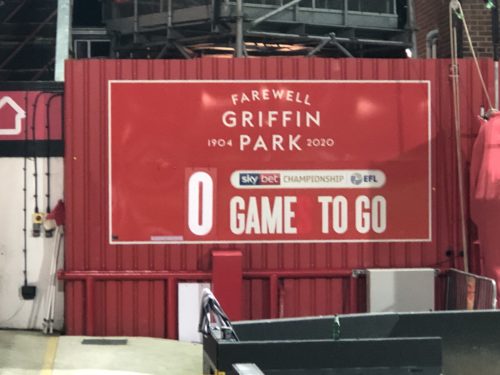 FAREWELL
GRIFFIN
1904 PARK 2020
sky bet CHAMPIONSHIP EFL
0 GAME TO GO